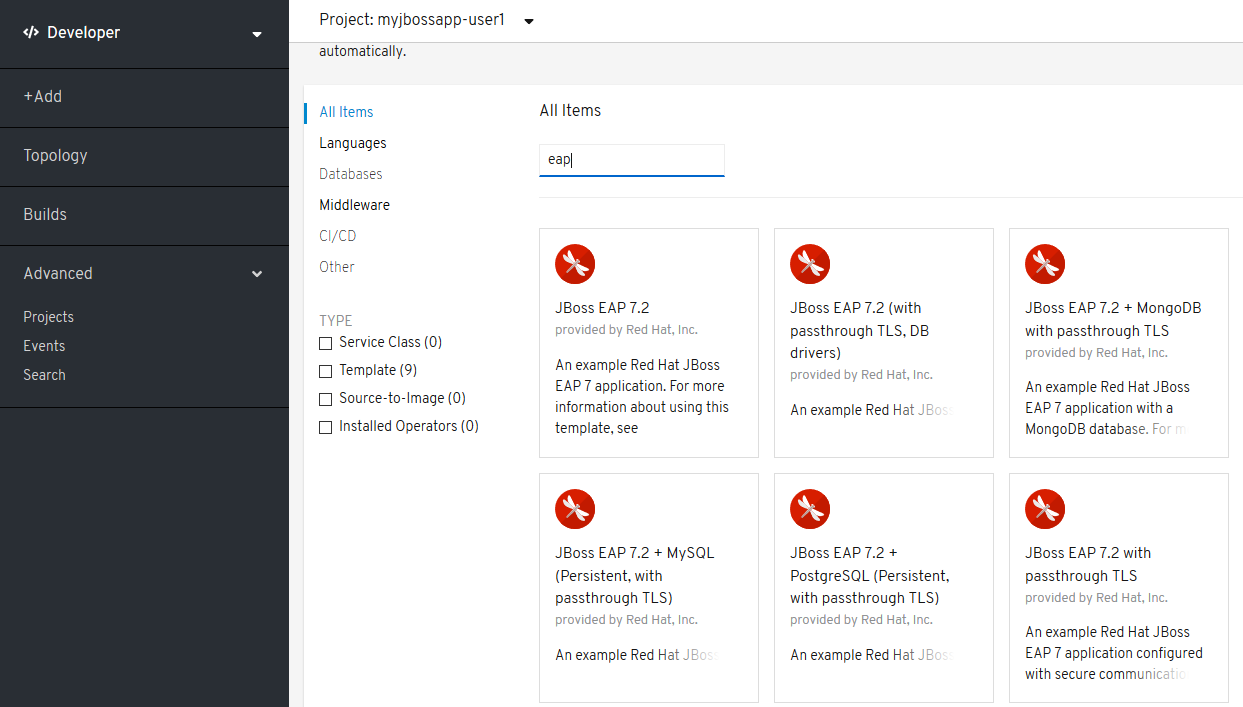 Developer
+Add
Topology
Builds
Advanced
Projects
Events
Search
Project: myjbossapp-user1
automatically.
All Items
Languages
Databases
Middleware
CI/CD
Other
TYPE
Service Class (0)
Template (9)
Source-to-Image (0)
Installed Operators (0)
All Items
eap
JBoss EAP 7.2
provided by Red Hat, Inc.
An example Red Hat JBoss
EAP 7 application. For more
information about using this
template, see
JBoss EAP 7.2 (with
passthrough TLS, DB
drivers)
provided by Red Hat, Inc.
An example Red Hat JBoss
JBoss EAP 7.2 + MongoDB
with passthrough TLS
provided by Red Hat, Inc.
An example Red Hat JBoss
EAP 7 application with a
MongoDB database. For m
JBoss EAP 7.2 + MySQL
(Persistent, with
passthrough TLS)
provided by Red Hat, Inc.
An example Red Hat JBoss
JBoss EAP 7.2 +
PostgreSQL (Persistent,
with passthrough TLS)
provided by Red Hat, Inc.
An example Red Hat JBoss
JBoss EAP 7.2 with
passthrough TLS
provided by Red Hat, Inc.
An example Red Hat JBoss
EAP 7 application configured
with secure communicatio